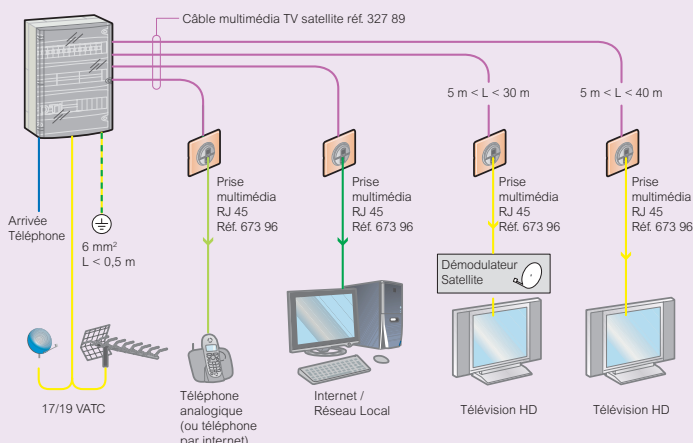 Câble multimédia TV satellite réf. 327 89
5 m < L < 30 m
5 m < L < 40 m
Prise
multimédia
RJ 45
Réf. 673 96
Prise
multimédia
RJ 45
Réf. 673 96
Prise
multimédia
RJ 45
Réf. 673 96
Prise
multimédia
RJ 45
Réf. 673 96
Arrivée
Téléphone
6 mm²
L < 0,5 m
Démodulateur
Satellite
17/19 VATC
Téléphone
analogique
(ou téléphone
par internet)
Internet /
Réseau Local
Télévision HD
Télévision HD